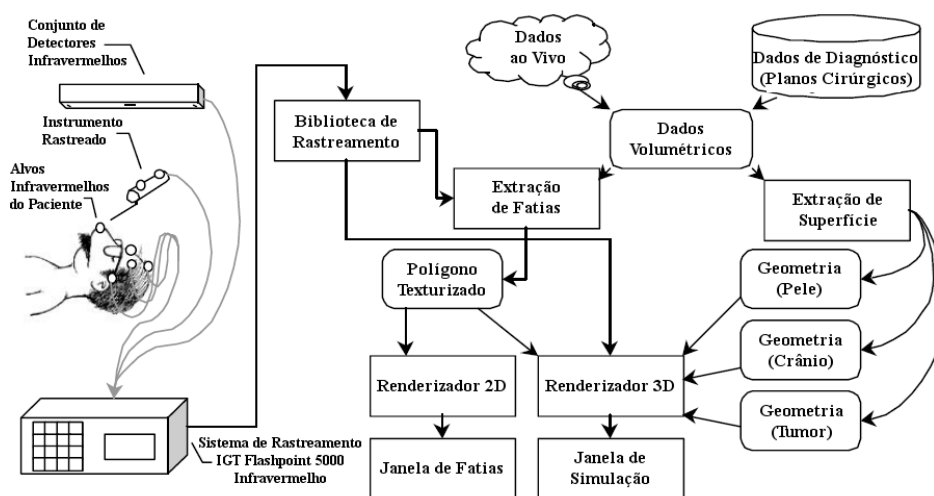 Conjunto de
Detectores
Infravermelhos
Instrumento
Rastreado
Alvos
Infravermelhos
do Paciente
Sistema de Rastreamento
IGT Flashpoint 5000
Infravermelho
Biblioteca de
Rastreamento
Dados
ao Vivo
Dados de Diagnóstico
(Planos Cirúrgicos)
Dados
Volumétricos
Extração
de Fatias
Extração de
Superfície
Polígono
Texturizado
Geometria
(Pele)
Geometria
(Crânio)
Geometria
(Tumor)
Renderizador 2D
Renderizador 3D
Janela de Fatias
Janela de
Simulação